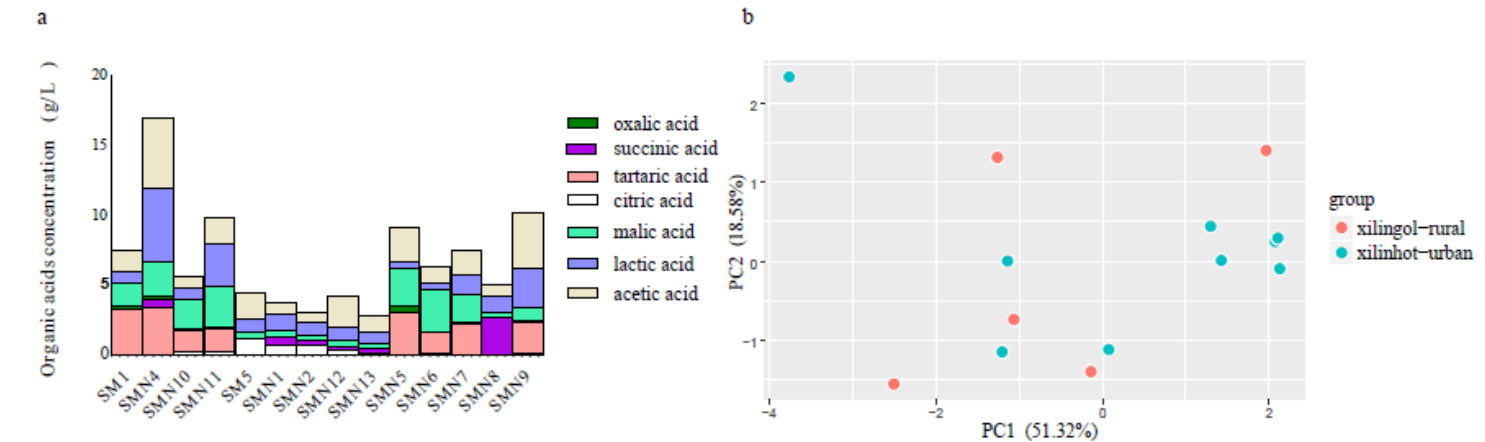 a
b
Organic acids concentration (g/L)
20
15
10
5
0
SM1
SMN4
SMN10
SMN11
SM5
SMN1
SMN2
SMN12
SMN13
SMN5
SMN6
SMN7
SMN8
SMN9
oxalic acid
succinic acid
tartaric acid
citric acid
malic acid
lactic acid
acetic acid
PC2 (18.58%)
2
1
0
−1
−4
−2
0
2
PC1 (51.32%)
group
xilingol−rural
xilinhot−urban